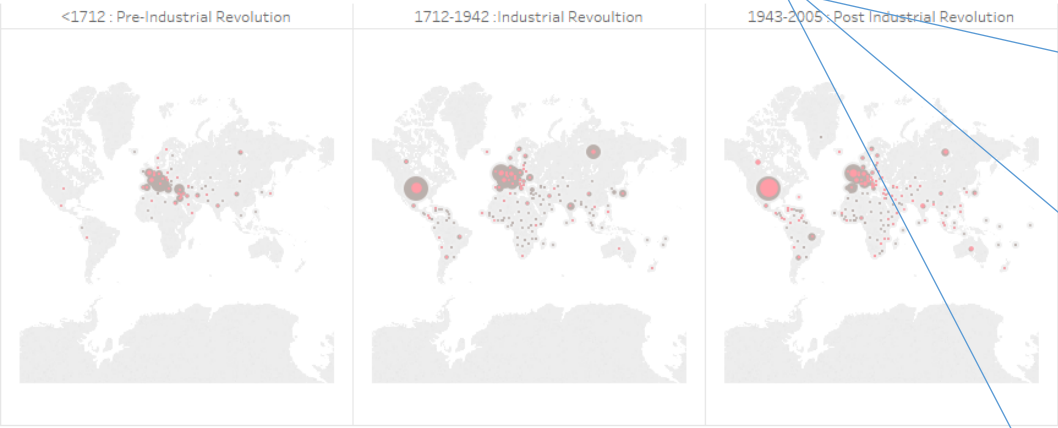 <1712 : Pre-Industrial Revolution
1712-1942 :Industrial Revoultion
1943-2005 : Post Industrial Revolution